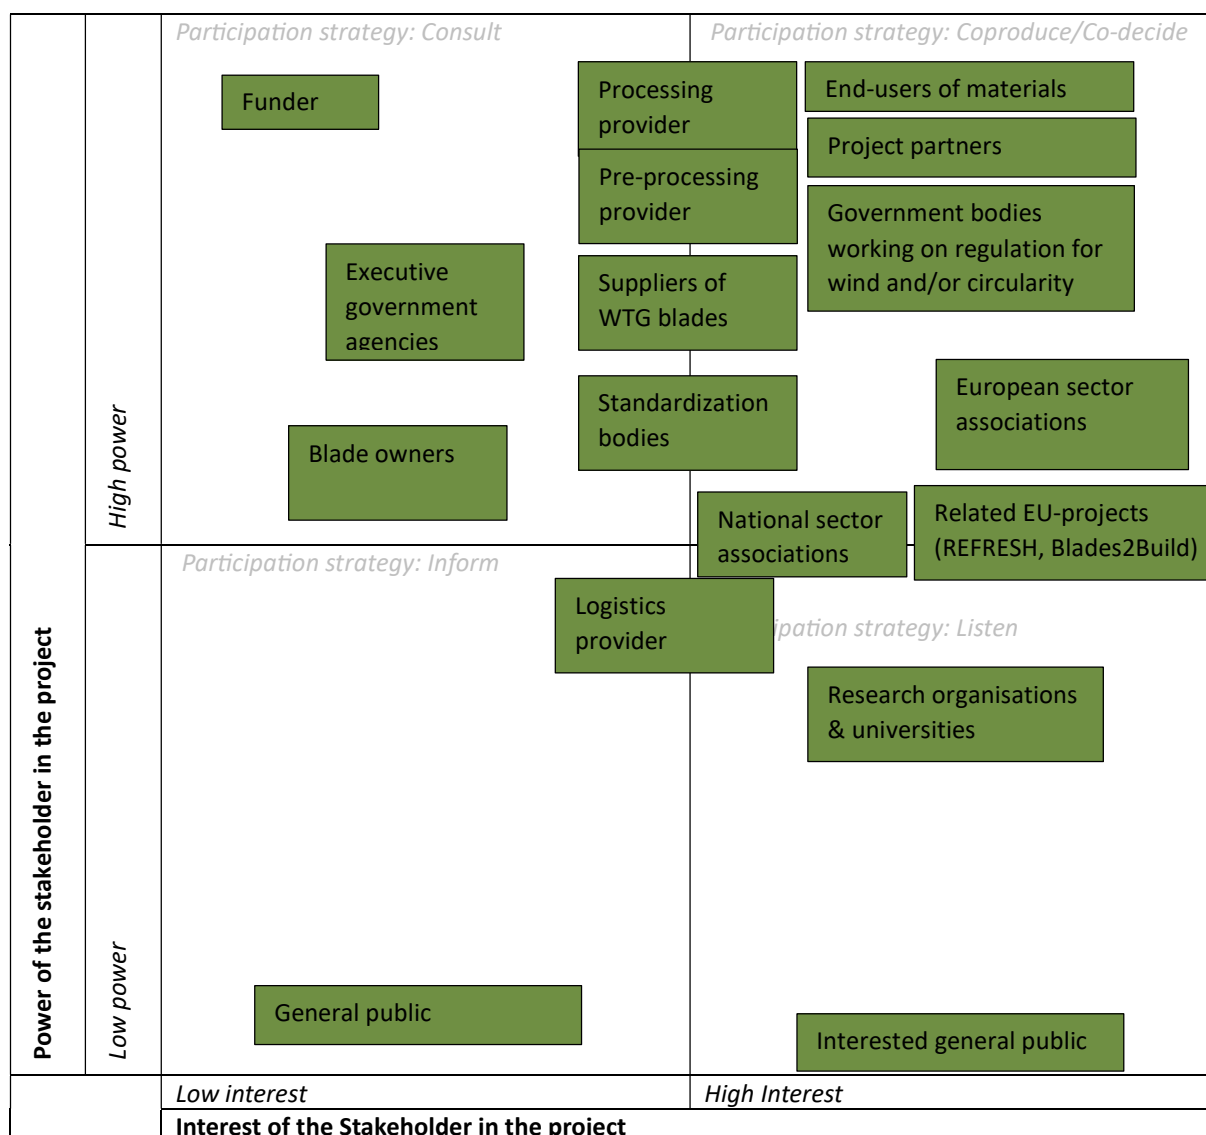 Participation strategy: Consult
Participation strategy: Coproduce/Co-decide
Funder
Processing
provider
End-users of materials
Project partners
Pre-processing
provider
Government bodies
working on regulation for
wind and/or circularity
Executive
government
agencies
Suppliers of
WTG blades
European sector
associations
Standardization
bodies
Blade owners
High power
National sector
associations
Related EU-projects
(REFRESH, Blades2Build)
Participation strategy: Inform
Logistics
provider
ipation strategy: Listen
Research organisations
& universities
Power of the stakeholder in the project
Low power
General public
Interested general public
Low interest
High Interest
Interest of the Stakeholder in the project